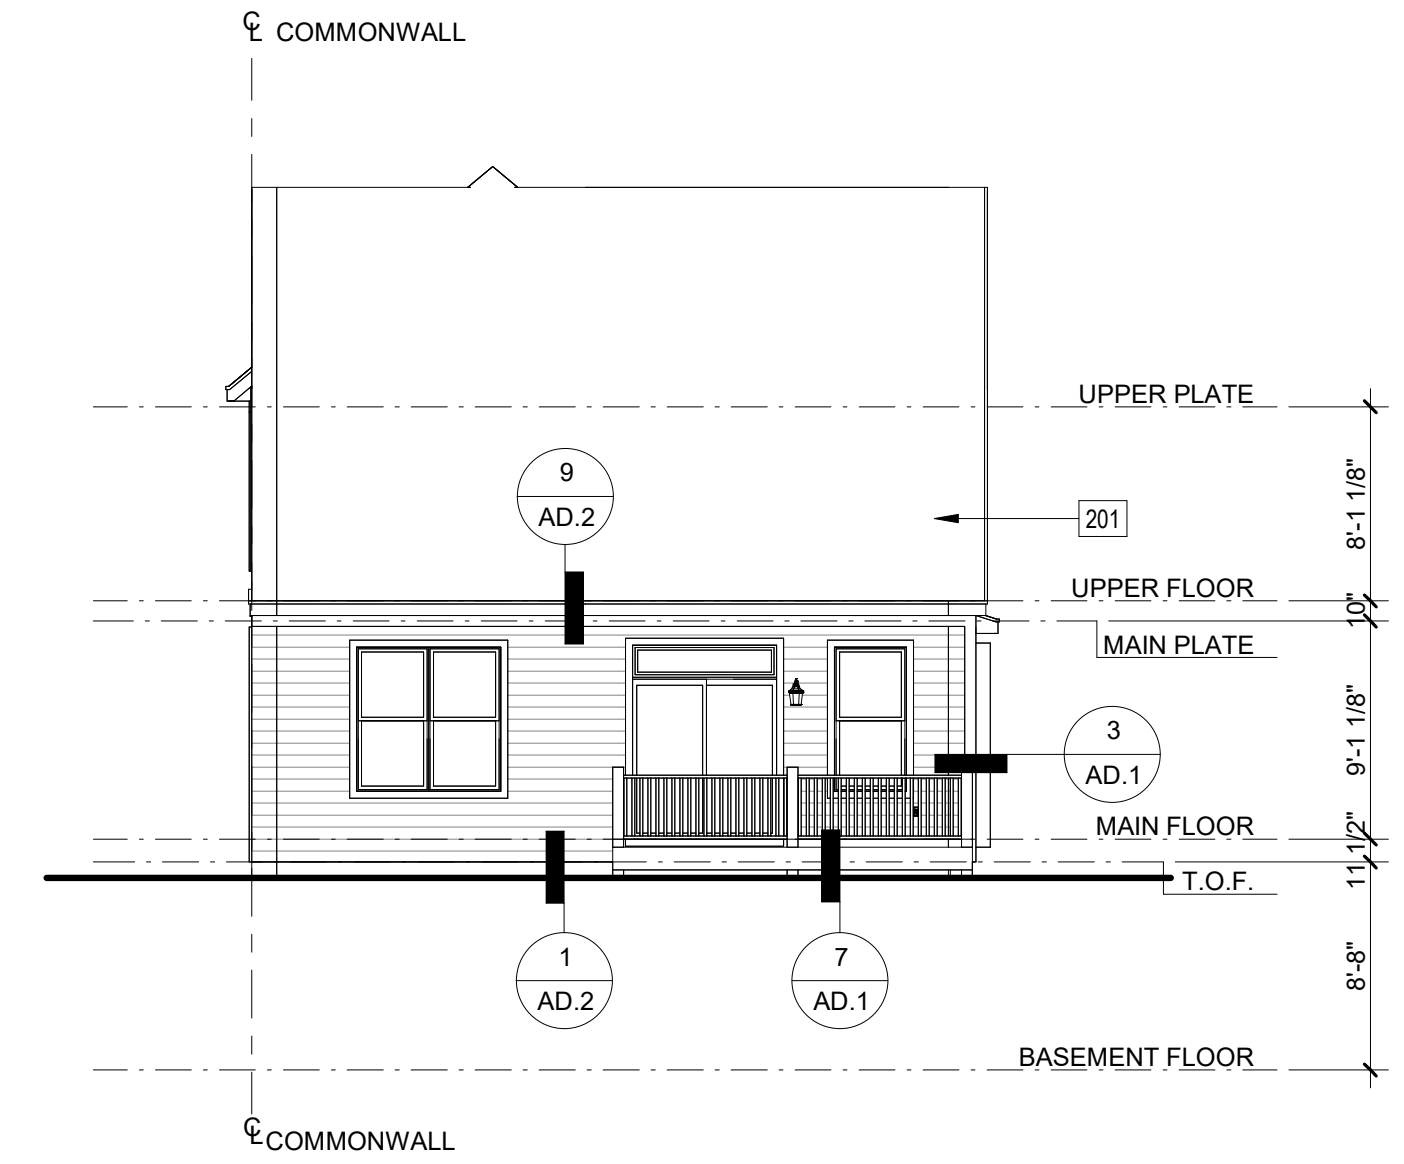 ℄ COMMONWALL
UPPER PLATE
8'-1 1/8"
9
AD.2
201
UPPER FLOOR
10"
MAIN PLATE
9'-1 1/8"
3
AD.1
MAIN FLOOR
11 1/2"
T.O.F.
1
AD.2
7
AD.1
8'-8"
BASEMENT FLOOR
℄ COMMONWALL